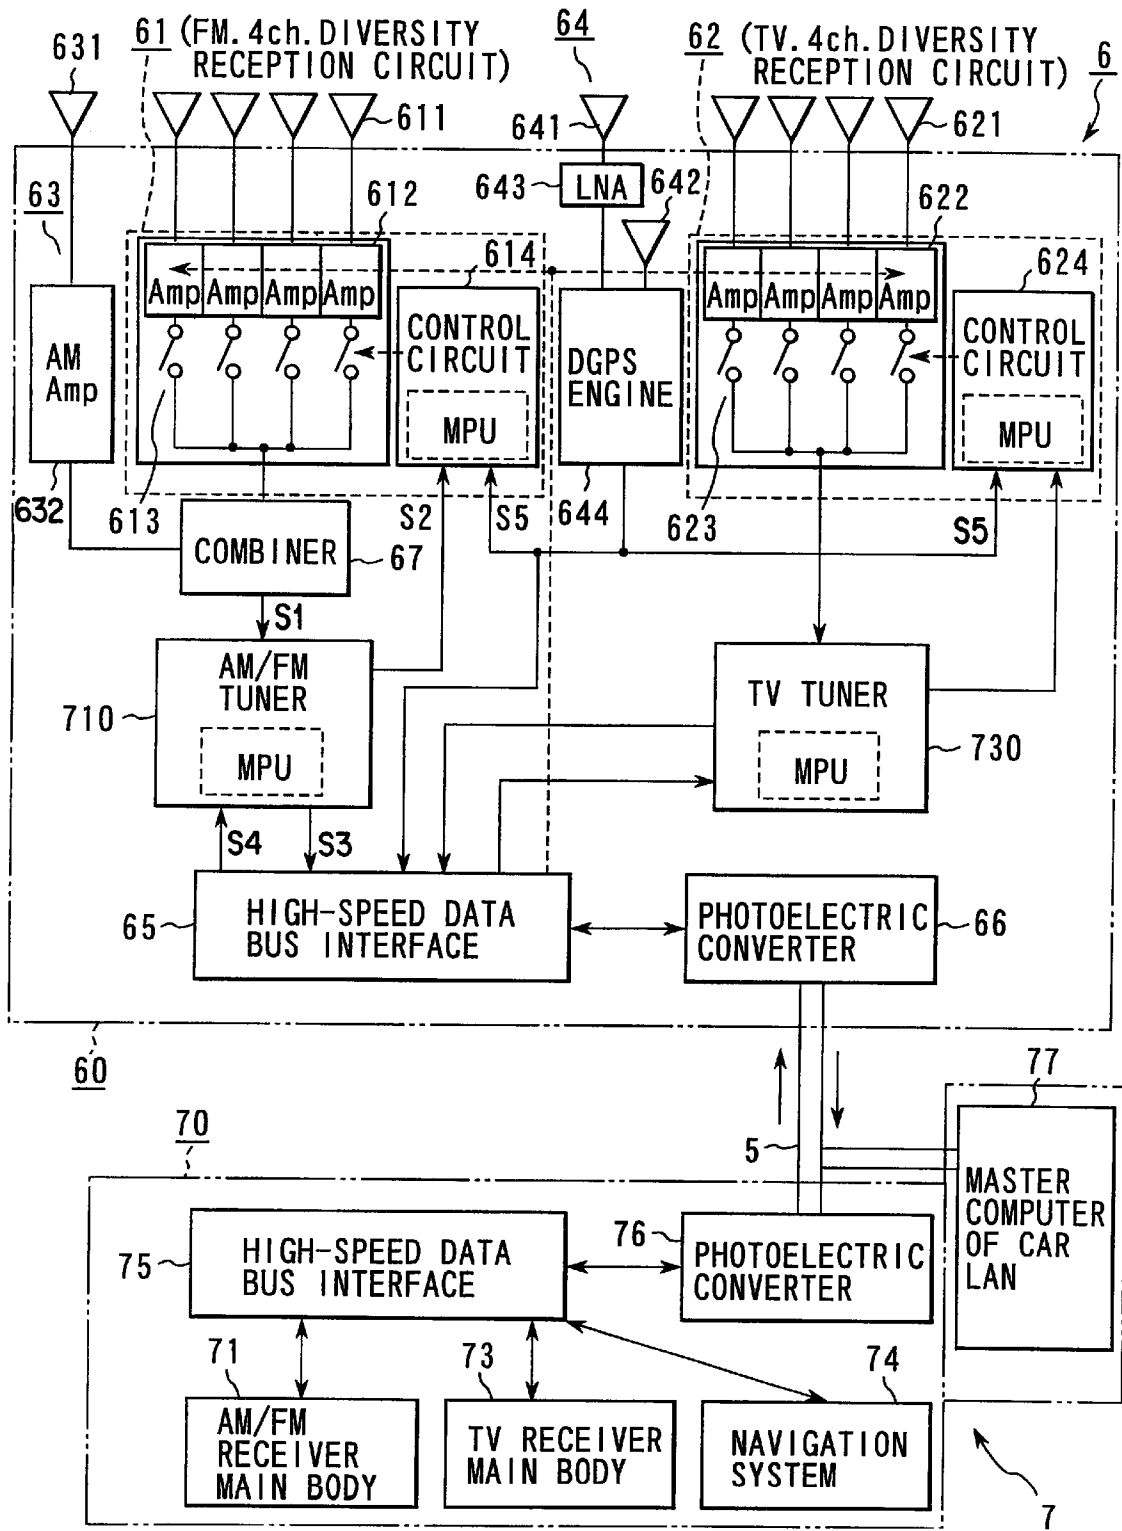 631
61 (FM. 4ch. DIVERSITY
RECEPTION CIRCUIT)
64
62 (TV. 4ch. DIVERSITY
RECEPTION CIRCUIT)
6
611
641
621
643
LNA
642
63
612
622
614
624
Amp Amp Amp Amp
Amp Amp Amp Amp
AM
Amp
CONTROL
CIRCUIT
MPU
DGPS
ENGINE
CONTROL
CIRCUIT
MPU
632
613
S2
S5
644
623
S5
COMBINER
67
S1
AM/FM
TUNER
MPU
710
TV TUNER
MPU
730
S4
S3
65
HIGH-SPEED DATA
BUS INTERFACE
PHOTOELECTRIC
CONVERTER
66
60
77
70
5
MASTER
COMPUTER
OF CAR
LAN
75
HIGH-SPEED DATA
BUS INTERFACE
76
PHOTOELECTRIC
CONVERTER
71
73
74
AM/FM
RECEIVER
MAIN BODY
TV RECEIVER
MAIN BODY
NAVIGATION
SYSTEM
7